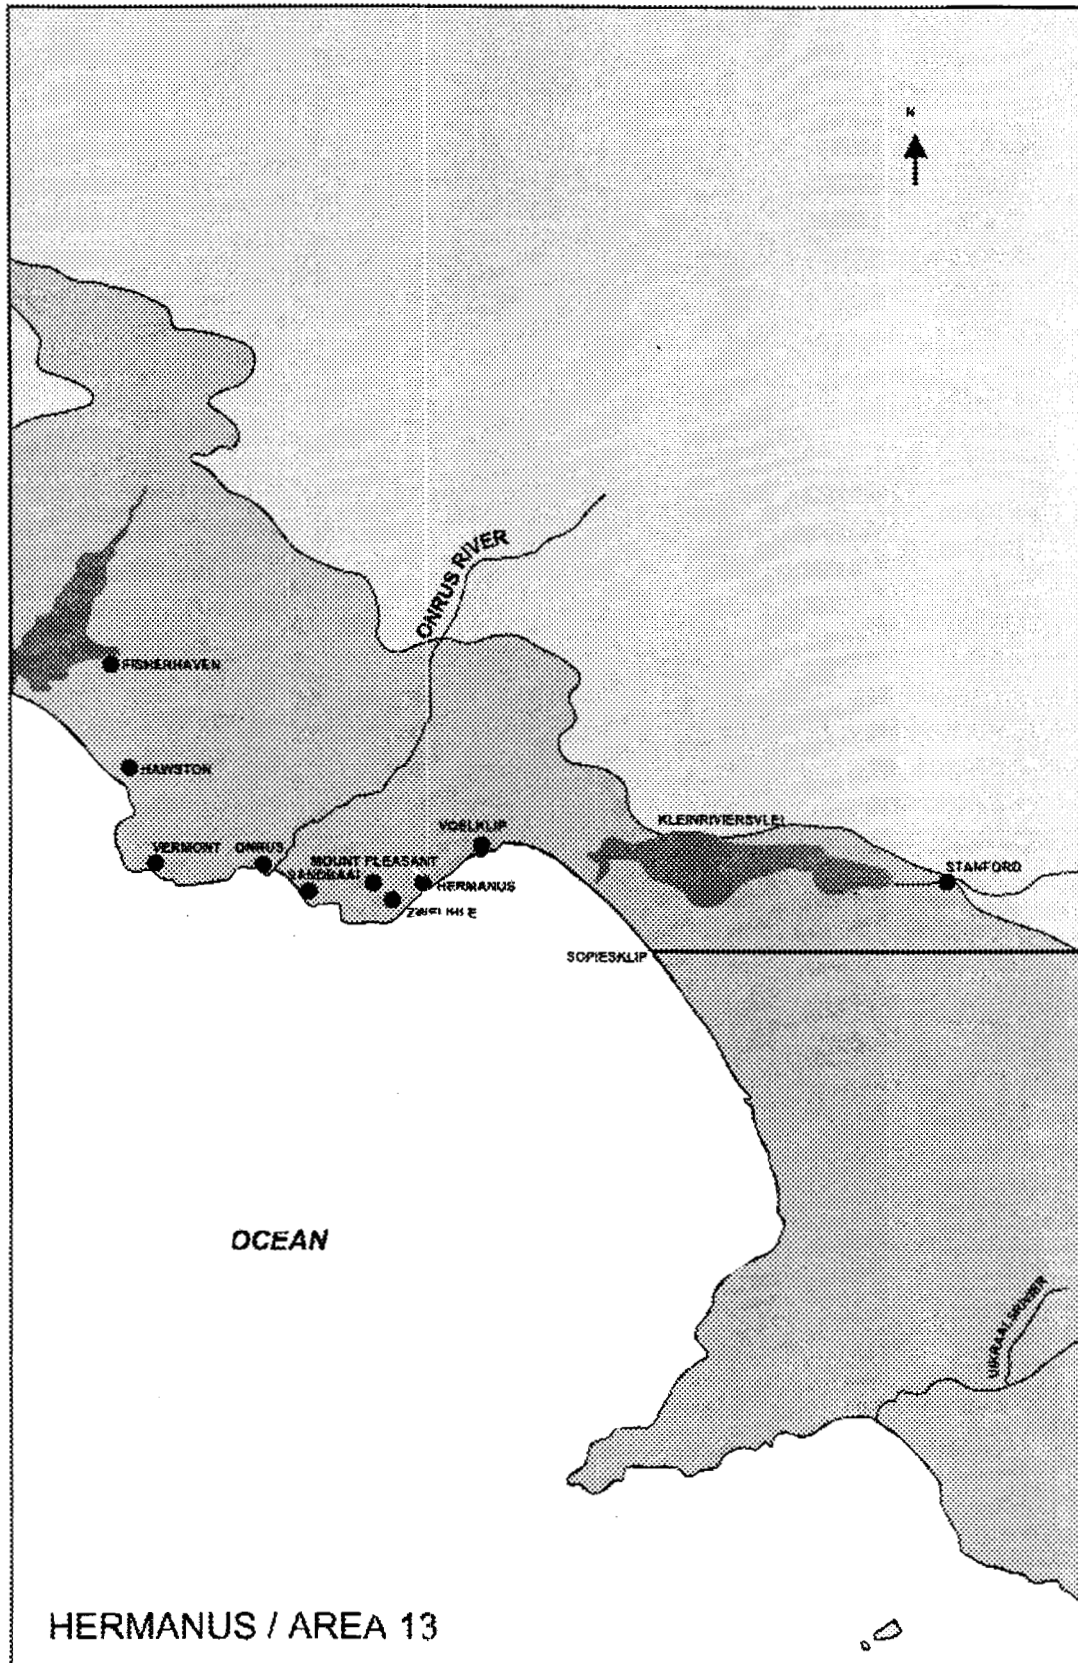 N
ONRUS RIVER
FISHERHAVEN
HAWSTON
VOELKLIP
KLEINRIVIERSVLEI
VERMONT
ONRUS
MOUNT PLEASANT
SANDBAAI
STANFORD
HERMANUS
SOPIESKLIP
OCEAN
HERMANUS / AREA 13